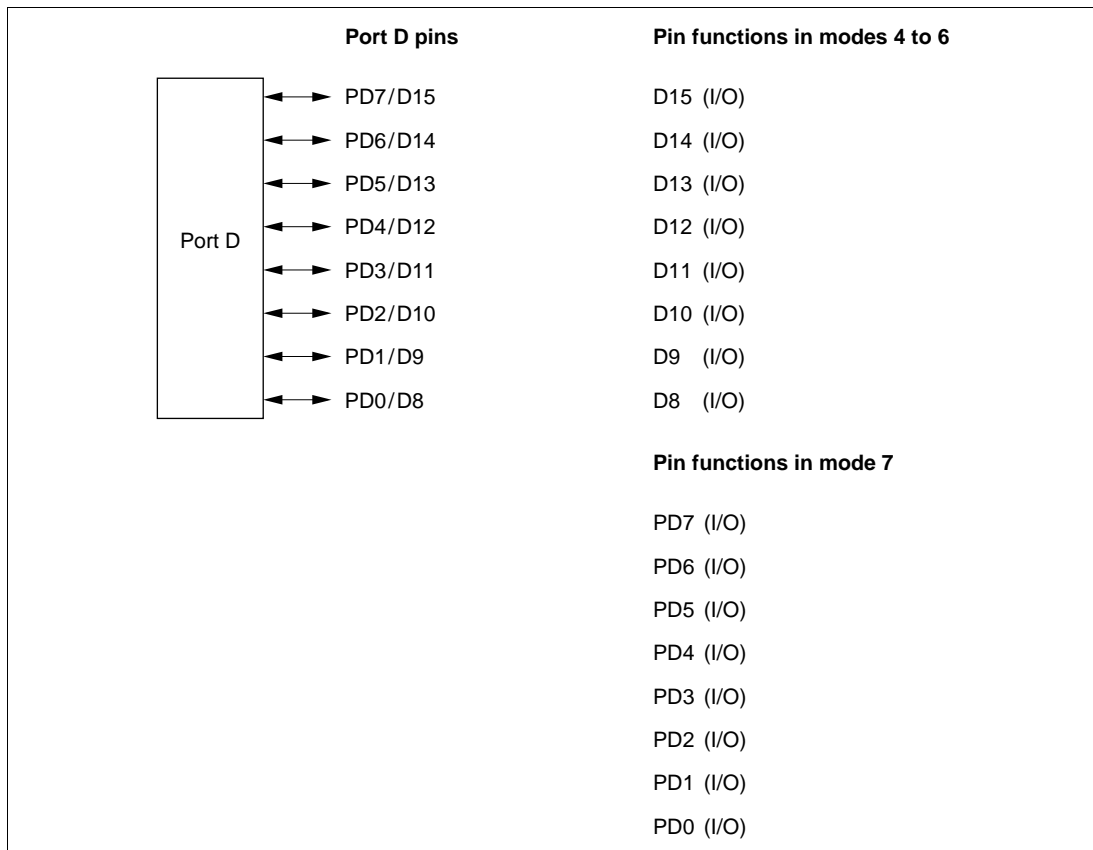 Port D pins Pin functions in modes 4 to 6
PD7/D15 D15 (I/O)
PD6/D14 D14 (I/O)
PD5/D13 D13 (I/O)
PD4/D12 D12 (I/O)
Port D
PD3/D11 D11 (I/O)
PD2/D10 D10 (I/O)
PD1/D9 D9 (I/O)
PD0/D8 D8 (I/O)
Pin functions in mode 7
PD7 (I/O)
PD6 (I/O)
PD5 (I/O)
PD4 (I/O)
PD3 (I/O)
PD2 (I/O)
PD1 (I/O)
PD0 (I/O)